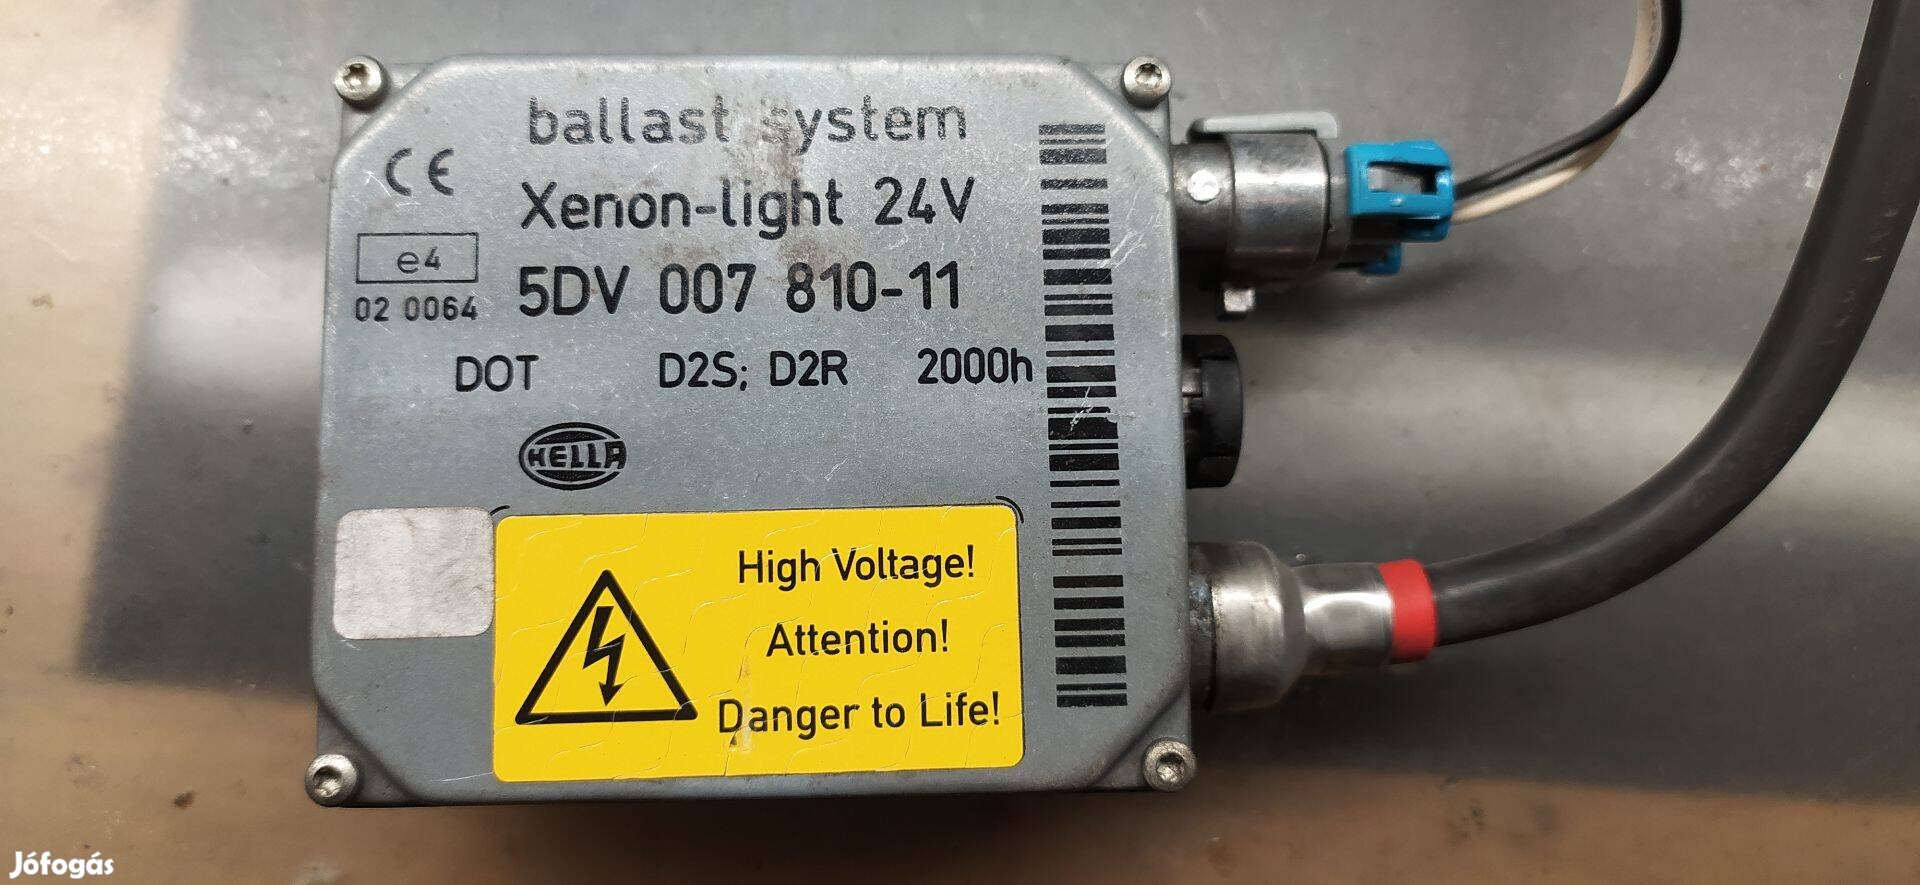 ballast system
CE
Xenon-light 24V
e4
02 0064
5DV 007 810-11
DOT D2S; D2R 2000h
HELLA
High Voltage!
Attention!
Danger to Life!
Jófogás